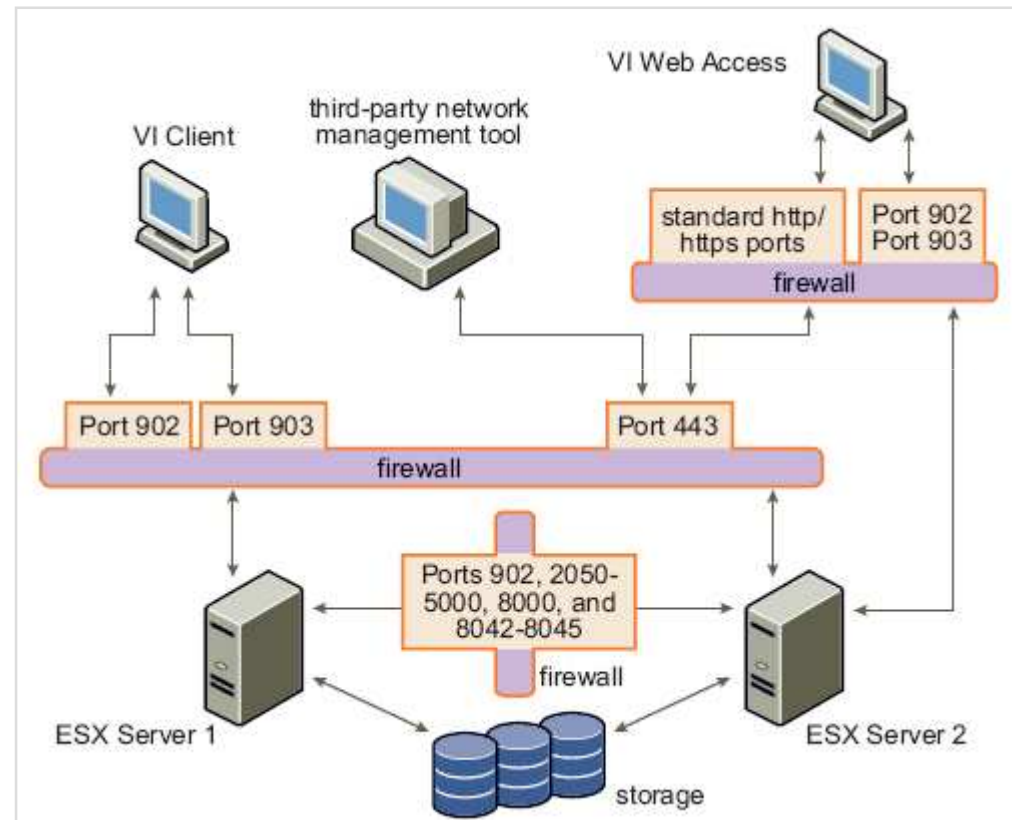 VI Web Access
third-party network
management tool
VI Client
standard http/
https ports
Port 902
Port 903
firewall
Port 902
Port 903
Port 443
firewall
Ports 902, 2050-
5000, 8000, and
8042-8045
firewall
ESX Server 1
ESX Server 2
storage